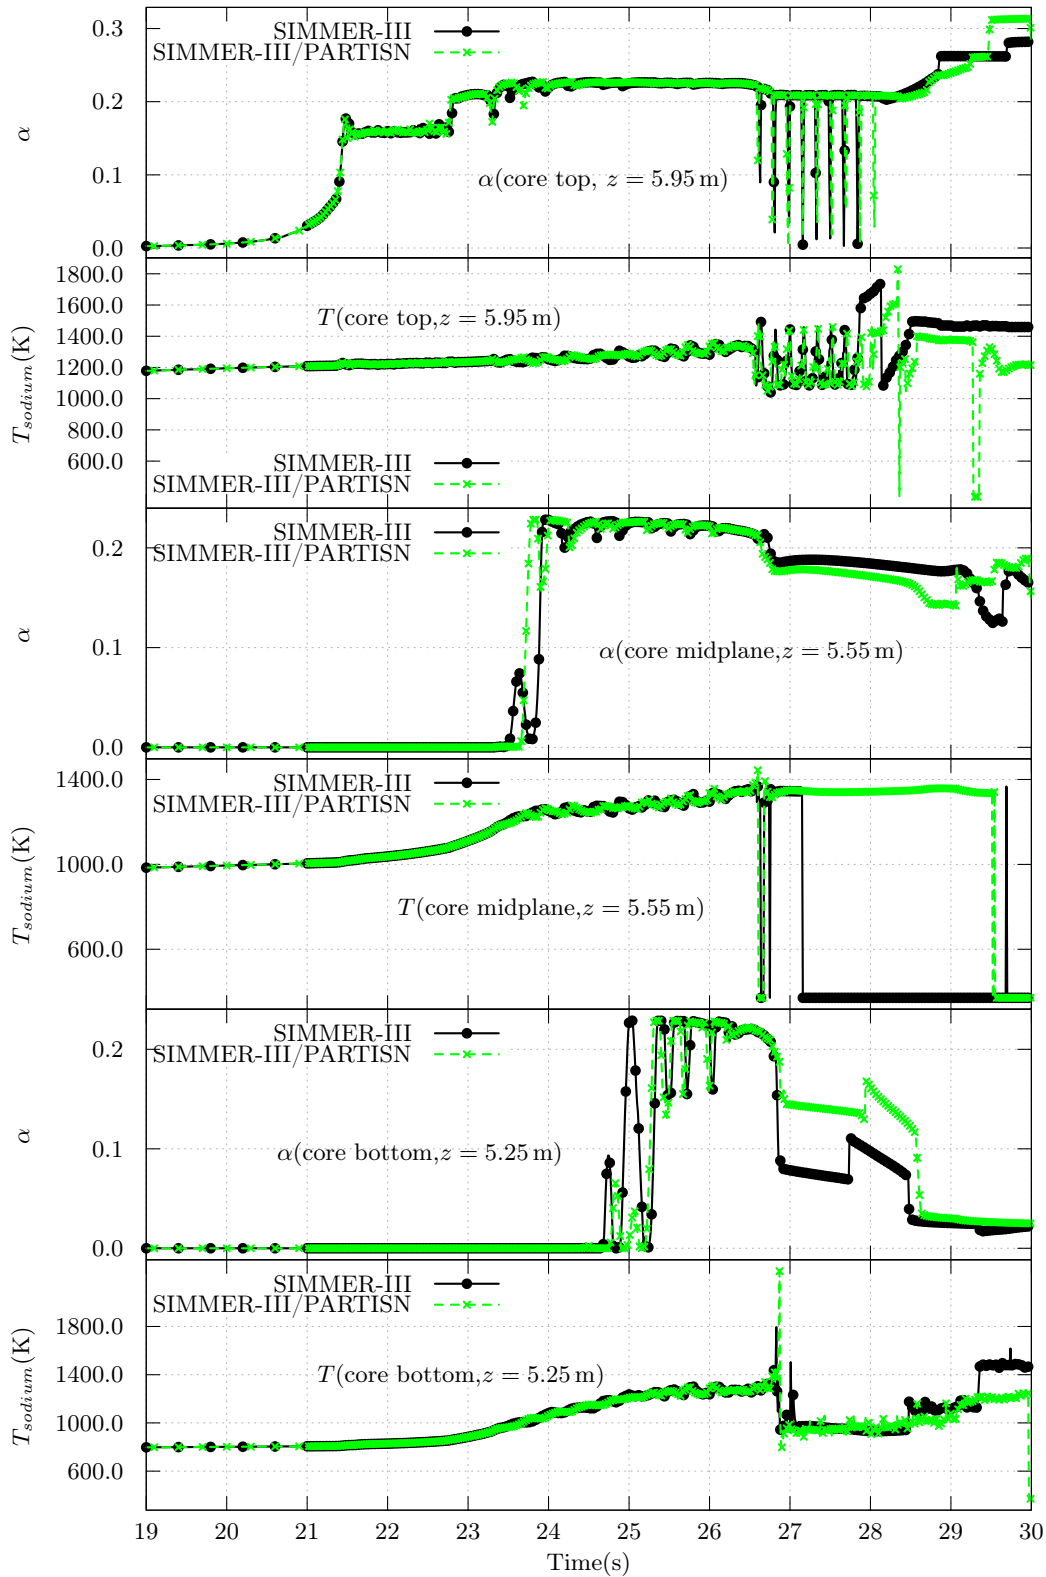 0.3
0.2
0.1
0.0
α
SIMMER-III
SIMMER-III/PARTISN
α(core top, z = 5.95 m)
1800.0
1600.0
1400.0
1200.0
1000.0
600.0
T_sodium(K)
T(core top,z = 5.95 m)
SIMMER-III
SIMMER-III/PARTISN
0.2
0.1
0.0
α
SIMMER-III
SIMMER-III/PARTISN
α(core midplane,z = 5.55 m)
1400.0
1000.0
600.0
T_sodium(K)
SIMMER-III
SIMMER-III/PARTISN
T(core midplane,z = 5.55 m)
0.2
0.1
0.0
α
SIMMER-III
SIMMER-III/PARTISN
α(core bottom,z = 5.25 m)
1800.0
1400.0
1000.0
600.0
T_sodium(K)
SIMMER-III
SIMMER-III/PARTISN
T(core bottom,z = 5.25 m)
19 20 21 22 23 24 25 26 27 28 29 30
Time(s)